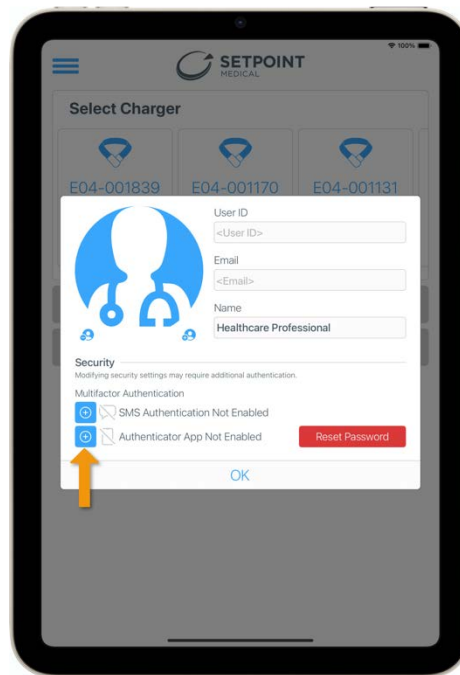 100%
SETPOINT
MEDICAL
Select Charger
E04-001839 E04-001170 E04-001131
User ID
<User ID>
Email
<Email>
Name
Healthcare Professional
Security
Modifying security settings may require additional authentication.
Multifactor Authentication
SMS Authentication Not Enabled
Authenticator App Not Enabled
Reset Password
OK